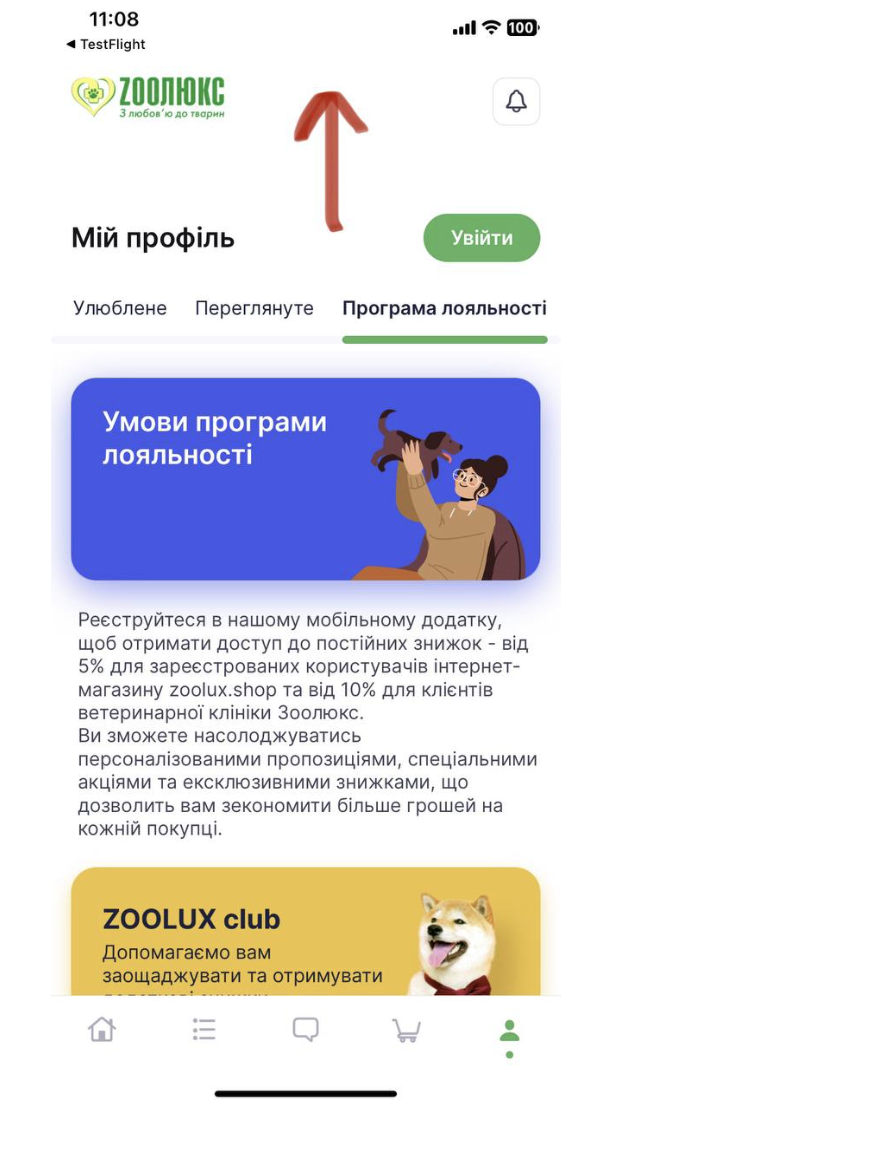 11:08
100
◀ TestFlight
ZООЛЮКС
З любов'ю до тварин
Мій профіль
Увійти
Улюблене Переглянуте Програма лояльності
Умови програми
лояльності
Реєструйтеся в нашому мобільному додатку,
щоб отримати доступ до постійних знижок - від
5% для зареєстрованих користувачів інтернет-
магазину zoolux.shop та від 10% для клієнтів
ветеринарної клініки Зоолюкс.
Ви зможете насолоджуватись
персоналізованими пропозиціями, спеціальними
акціями та ексклюзивними знижками, що
дозволить вам зекономити більше грошей на
кожній покупці.
ZOOLUX club
Допомагаємо вам
заощаджувати та отримувати